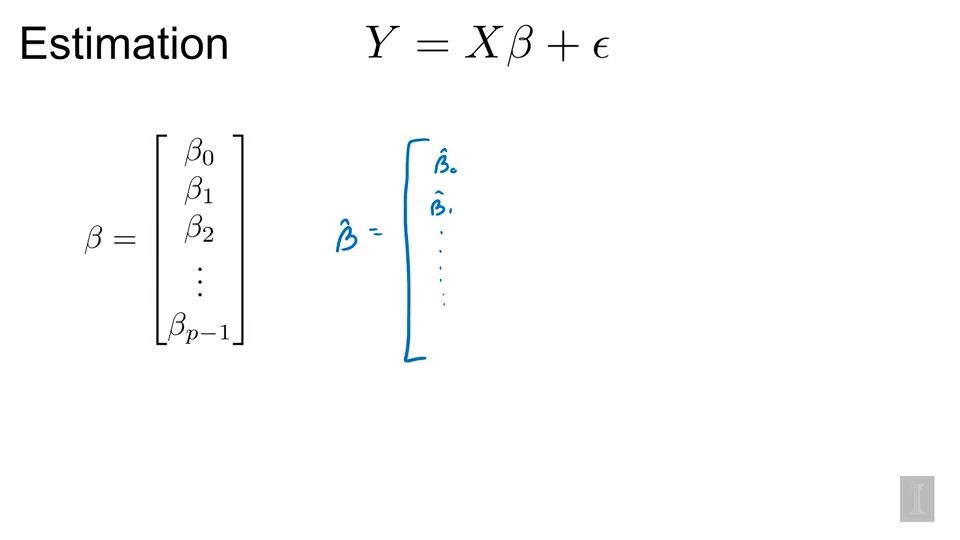 Estimation Y = Xβ + ϵ
β = [ β₀ β₁ β₂ ⋮ βₚ₋₁ ]
β̂ = [ β̂₀ β̂₁ ⋮
I